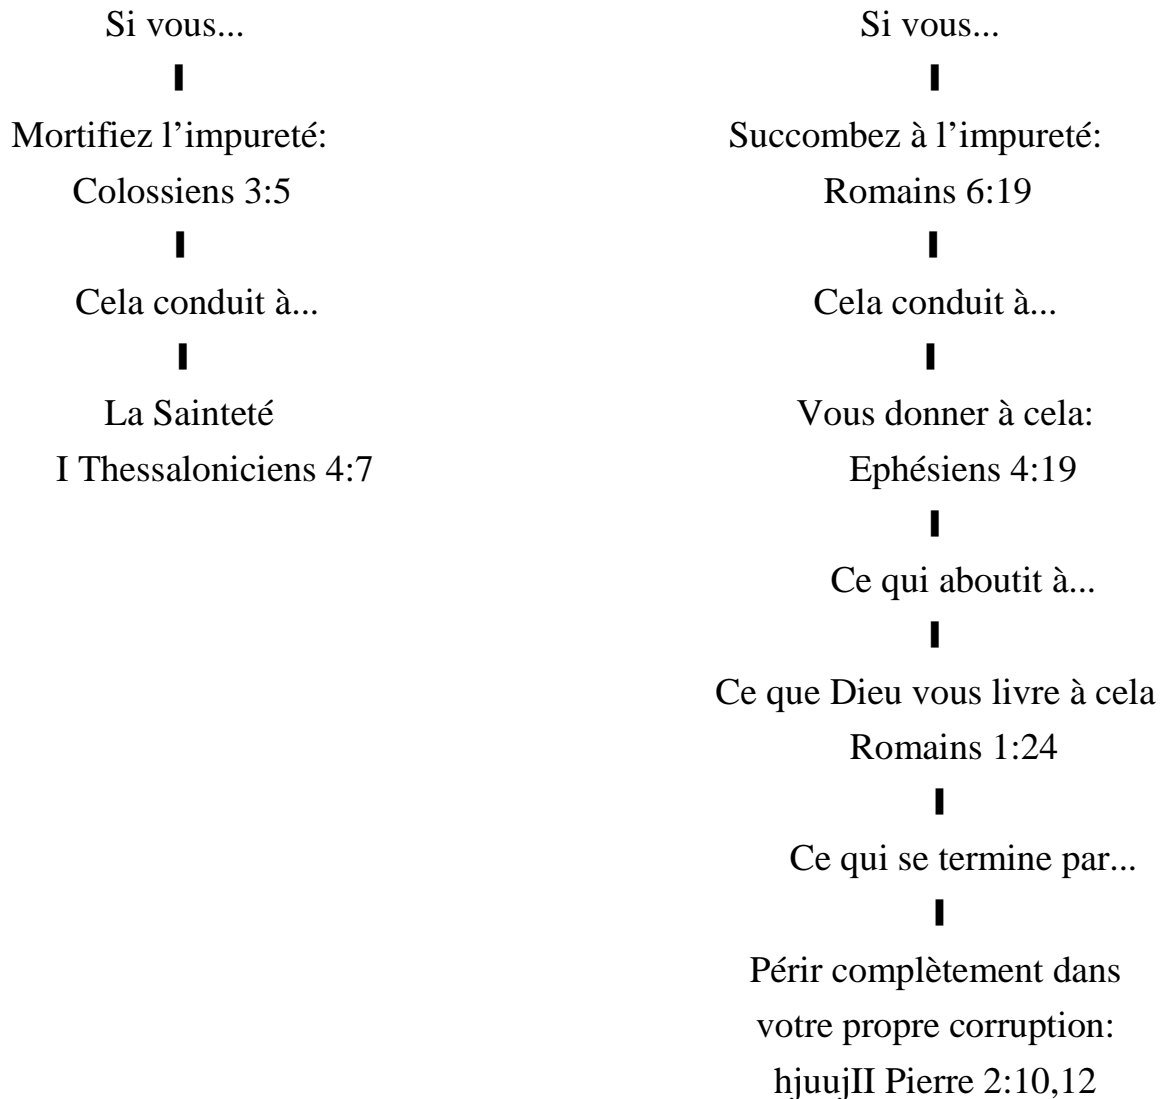 Si vous...
Mortifiez l’impureté:
Colossiens 3:5
Cela conduit à...
La Sainteté
I Thessaloniciens 4:7
Si vous...
Succombez à l’impureté:
Romains 6:19
Cela conduit à...
Vous donner à cela:
Ephésiens 4:19
Ce qui aboutit à...
Ce que Dieu vous livre à cela
Romains 1:24
Ce qui se termine par...
Périr complètement dans
votre propre corruption:
hjuujII Pierre 2:10,12